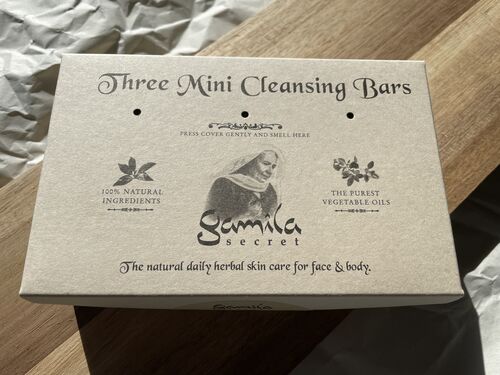 Three Mini Cleansing Bars
PRESS COVER GENTLY AND SMELL HERE
100% NATURAL
INGREDIENTS
THE PUREST
VEGETABLE OILS
gamila
secret
The natural daily herbal skin care for face & body.
gamila